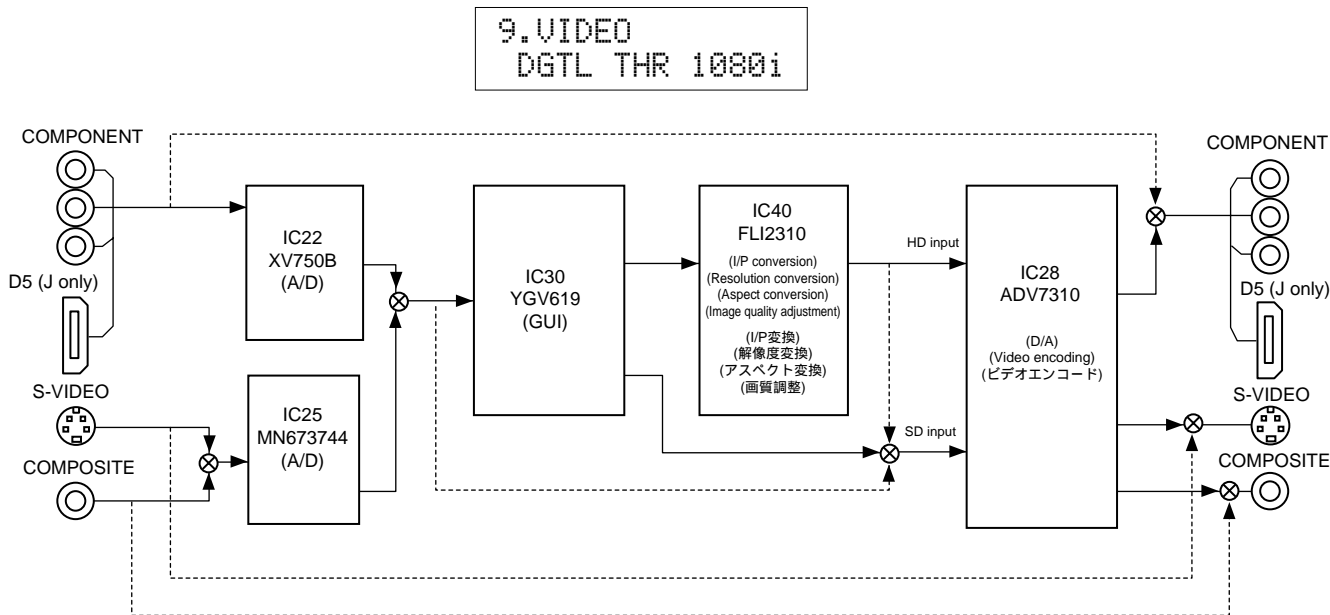 9.VIDEO
DGTL THR 1080i
COMPONENT
D5 (J only)
S-VIDEO
COMPOSITE
IC22
XV750B
(A/D)
IC25
MN673744
(A/D)
IC30
YGV619
(GUI)
IC40
FLI2310
(I/P conversion)
(Resolution conversion)
(Aspect conversion)
(Image quality adjustment)
(I/P変換)
(解像度変換)
(アスペクト変換)
(画質調整)
HD input
SD input
IC28
ADV7310
(D/A)
(Video encoding)
(ビデオエンコード)
COMPONENT
D5 (J only)
S-VIDEO
COMPOSITE